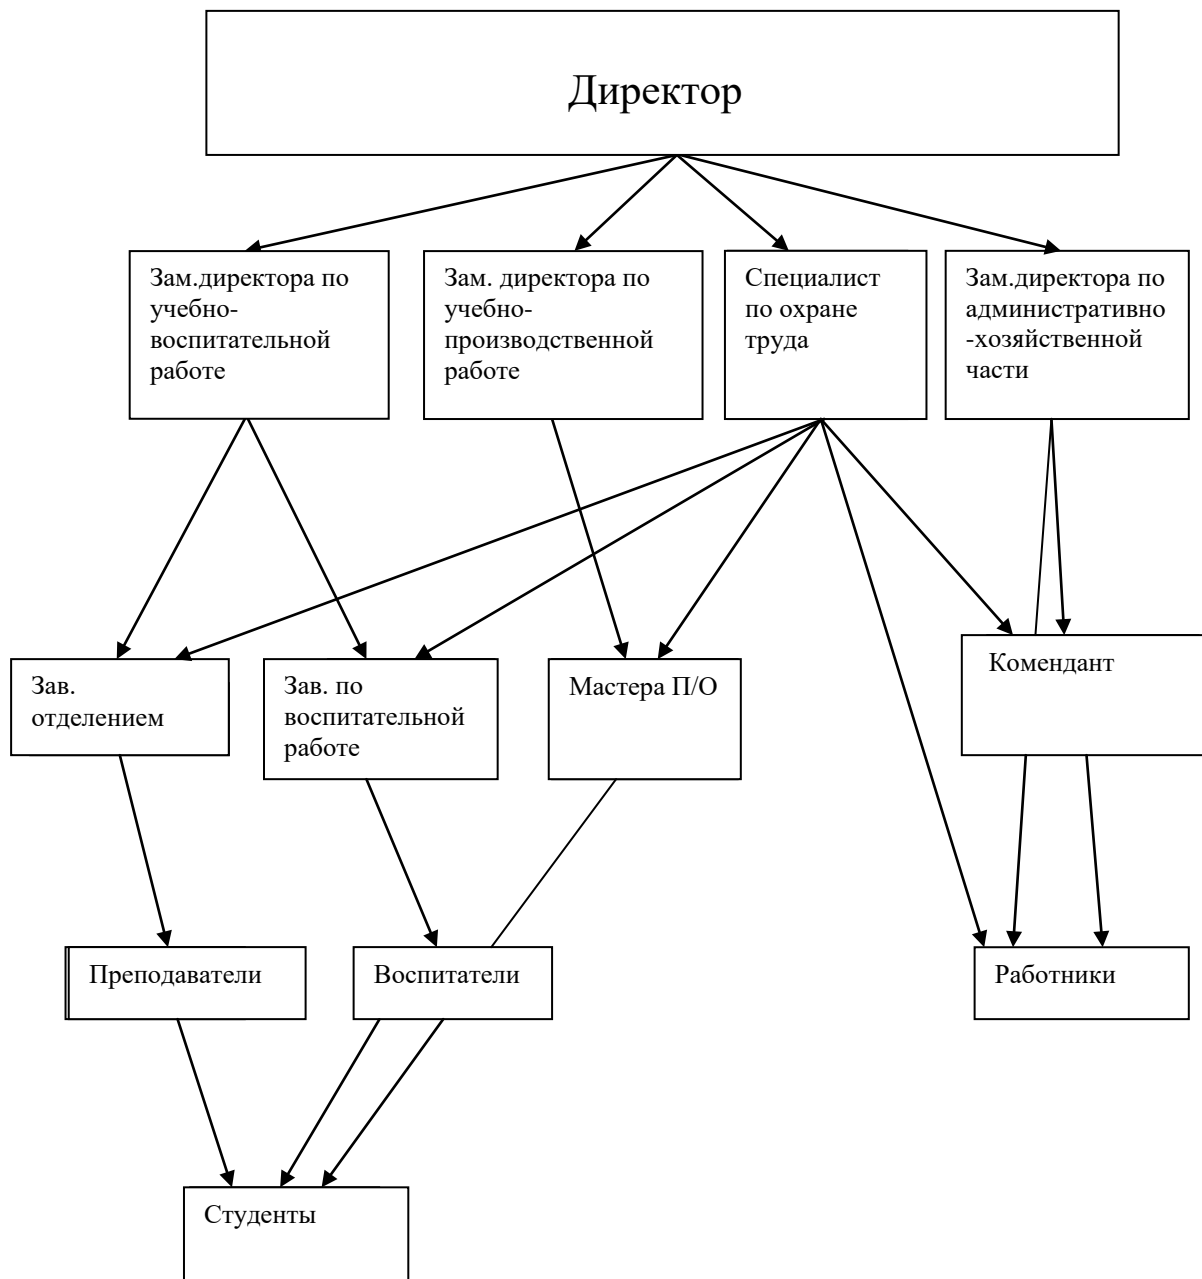 Директор
Зам.директора по
учебно-
воспитательной
работе
Зам. директора по
учебно-
производственной
работе
Специалист
по охране
труда
Зам.директора по
административно
-хозяйственной
части
Зав.
отделением
Зав. по
воспитательной
работе
Мастера П/О
Комендант
Преподаватели
Воспитатели
Работники
Студенты